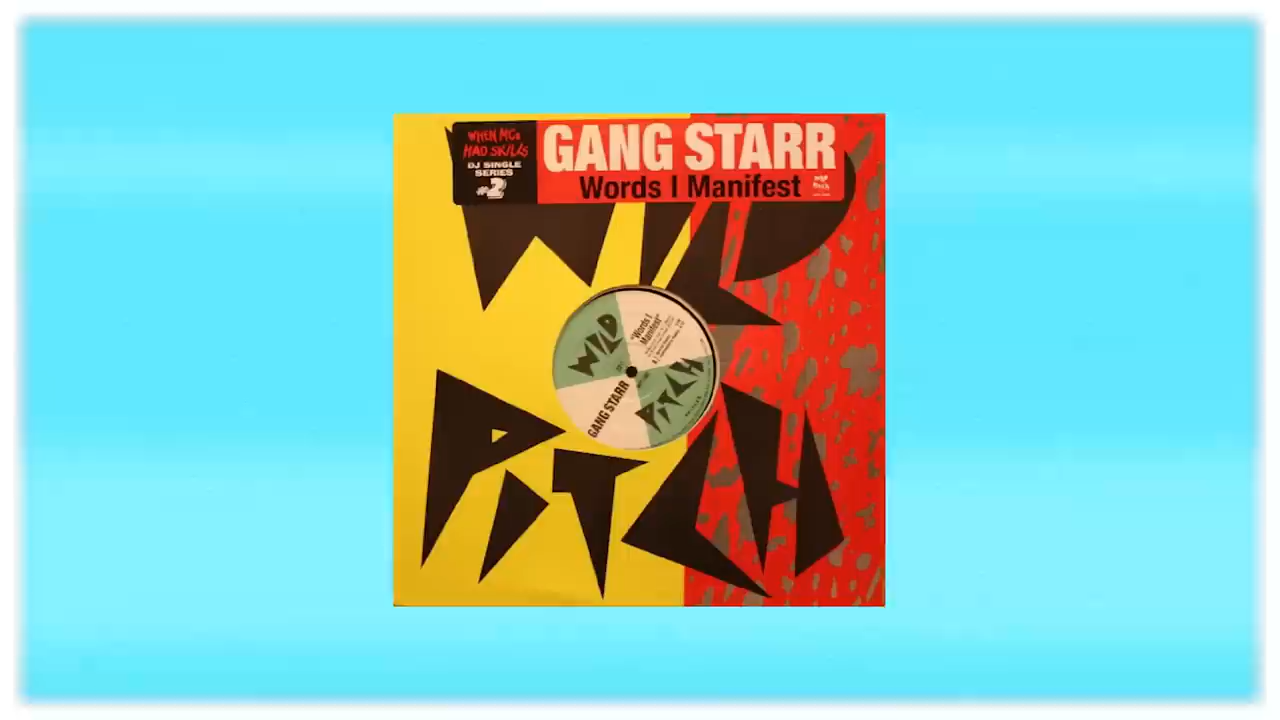 WHEN MCs
HAD SKILLS
DJ SINGLE
SERIES
#2
GANG STARR
Words I Manifest
WILD
PITCH
WILD
"Words I
Manifest"
PITCH
GANG STARR